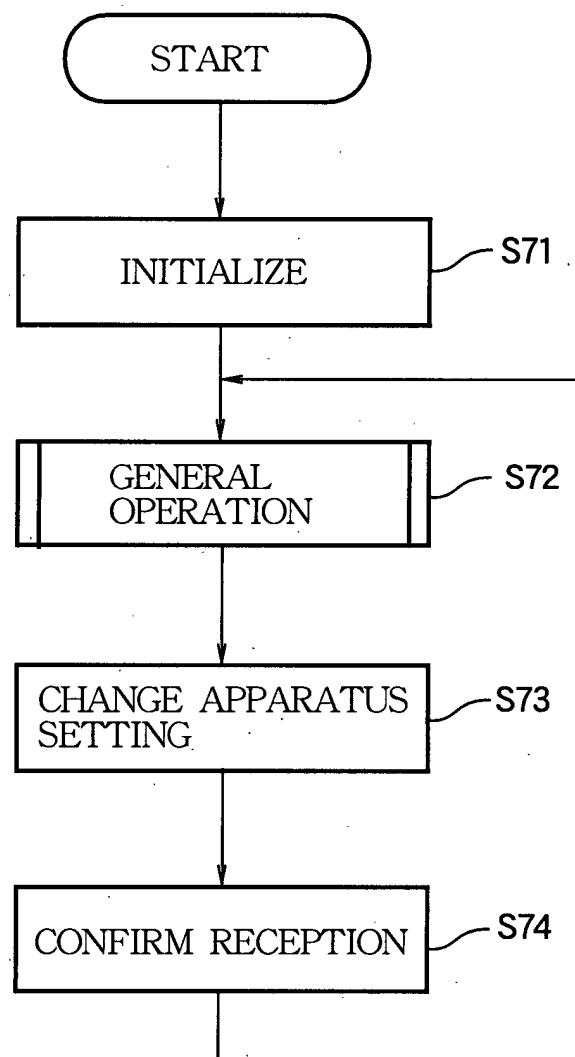 START
INITIALIZE
S71
GENERAL
OPERATION
S72
CHANGE APPARATUS
SETTING
S73
CONFIRM RECEPTION
S74